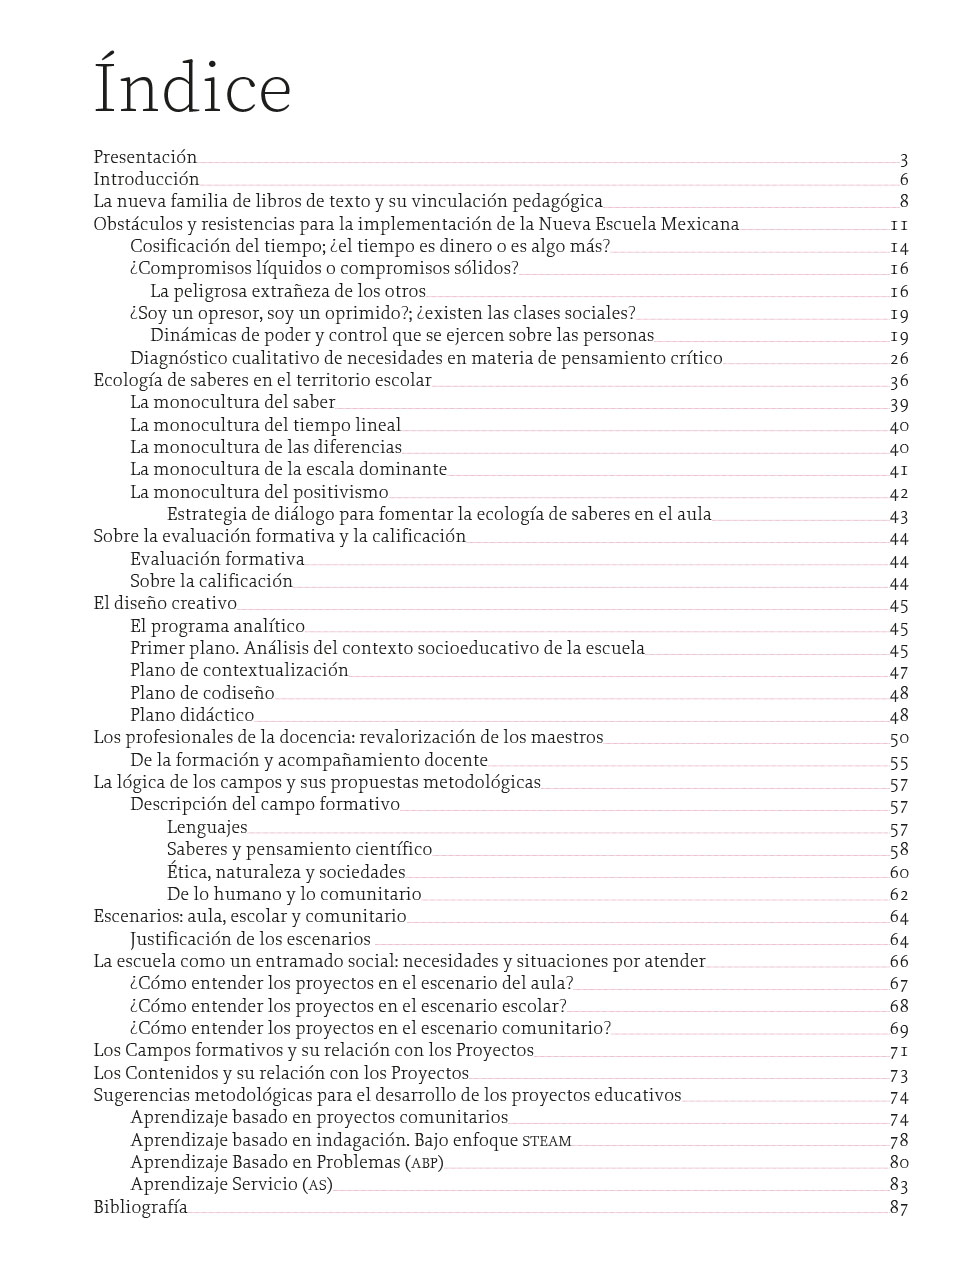 Índice
Presentación 3
Introducción 6
La nueva familia de libros de texto y su vinculación pedagógica 8
Obstáculos y resistencias para la implementación de la Nueva Escuela Mexicana 11
Cosificación del tiempo; ¿el tiempo es dinero o es algo más? 14
¿Compromisos líquidos o compromisos sólidos? 16
La peligrosa extrañeza de los otros 16
¿Soy un opresor, soy un oprimido?; ¿existen las clases sociales? 19
Dinámicas de poder y control que se ejercen sobre las personas 19
Diagnóstico cualitativo de necesidades en materia de pensamiento crítico 26
Ecología de saberes en el territorio escolar 36
La monocultura del saber 39
La monocultura del tiempo lineal 40
La monocultura de las diferencias 40
La monocultura de la escala dominante 41
La monocultura del positivismo 42
Estrategia de diálogo para fomentar la ecología de saberes en el aula 43
Sobre la evaluación formativa y la calificación 44
Evaluación formativa 44
Sobre la calificación 44
El diseño creativo 45
El programa analítico 45
Primer plano. Análisis del contexto socioeducativo de la escuela 45
Plano de contextualización 47
Plano de codiseño 48
Plano didáctico 48
Los profesionales de la docencia: revalorización de los maestros 50
De la formación y acompañamiento docente 55
La lógica de los campos y sus propuestas metodológicas 57
Descripción del campo formativo 57
Lenguajes 57
Saberes y pensamiento científico 58
Ética, naturaleza y sociedades 60
De lo humano y lo comunitario 62
Escenarios: aula, escolar y comunitario 64
Justificación de los escenarios 64
La escuela como un entramado social: necesidades y situaciones por atender 66
¿Cómo entender los proyectos en el escenario del aula? 67
¿Cómo entender los proyectos en el escenario escolar? 68
¿Cómo entender los proyectos en el escenario comunitario? 69
Los Campos formativos y su relación con los Proyectos 71
Los Contenidos y su relación con los Proyectos 73
Sugerencias metodológicas para el desarrollo de los proyectos educativos 74
Aprendizaje basado en proyectos comunitarios 74
Aprendizaje basado en indagación. Bajo enfoque STEAM 78
Aprendizaje Basado en Problemas (ABP) 80
Aprendizaje Servicio (AS) 83
Bibliografía 87